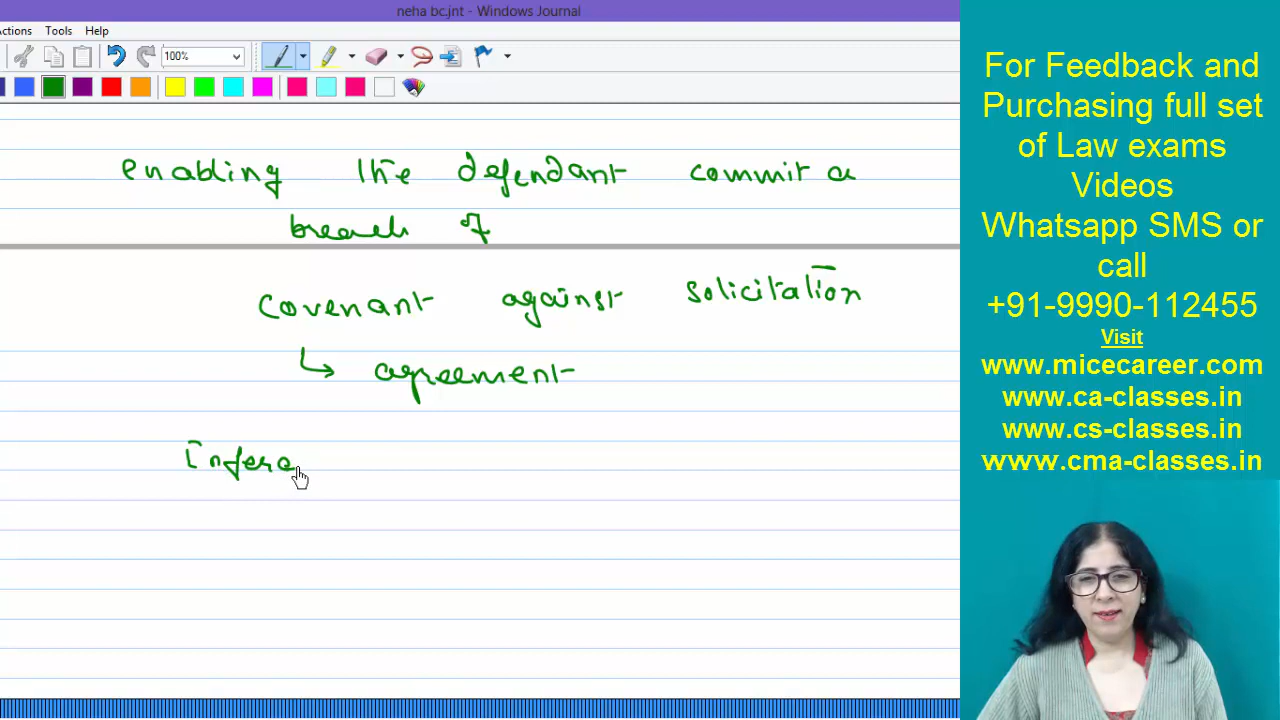 neha bc.jnt - Windows Journal
Actions Tools Help
100%
enabling the defendant commit a
breach of
covenant against solicitation
↳ agreement
Infere
For Feedback and
Purchasing full set
of Law exams
Videos
Whatsapp SMS or
call
+91-9990-112455
Visit
www.micecareer.com
www.ca-classes.in
www.cs-classes.in
www.cma-classes.in